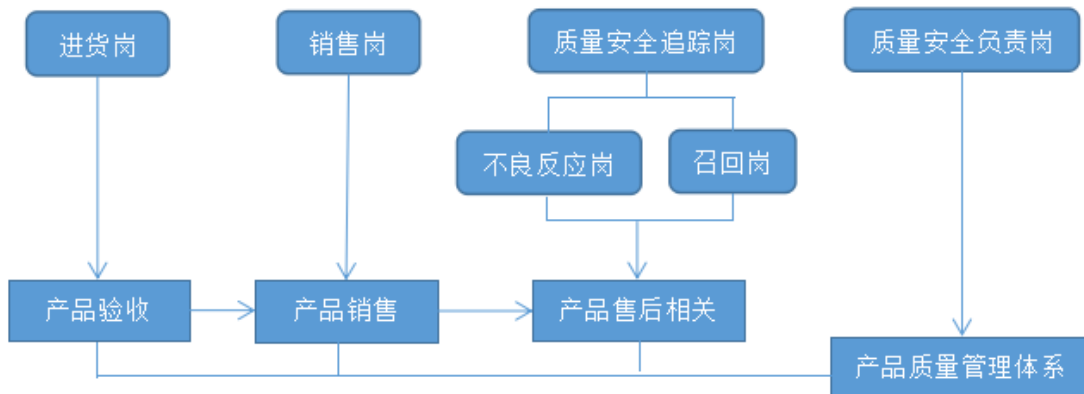 进货岗
销售岗
质量安全追踪岗
质量安全负责岗
不良反应岗
召回岗
产品验收
产品销售
产品售后相关
产品质量管理体系